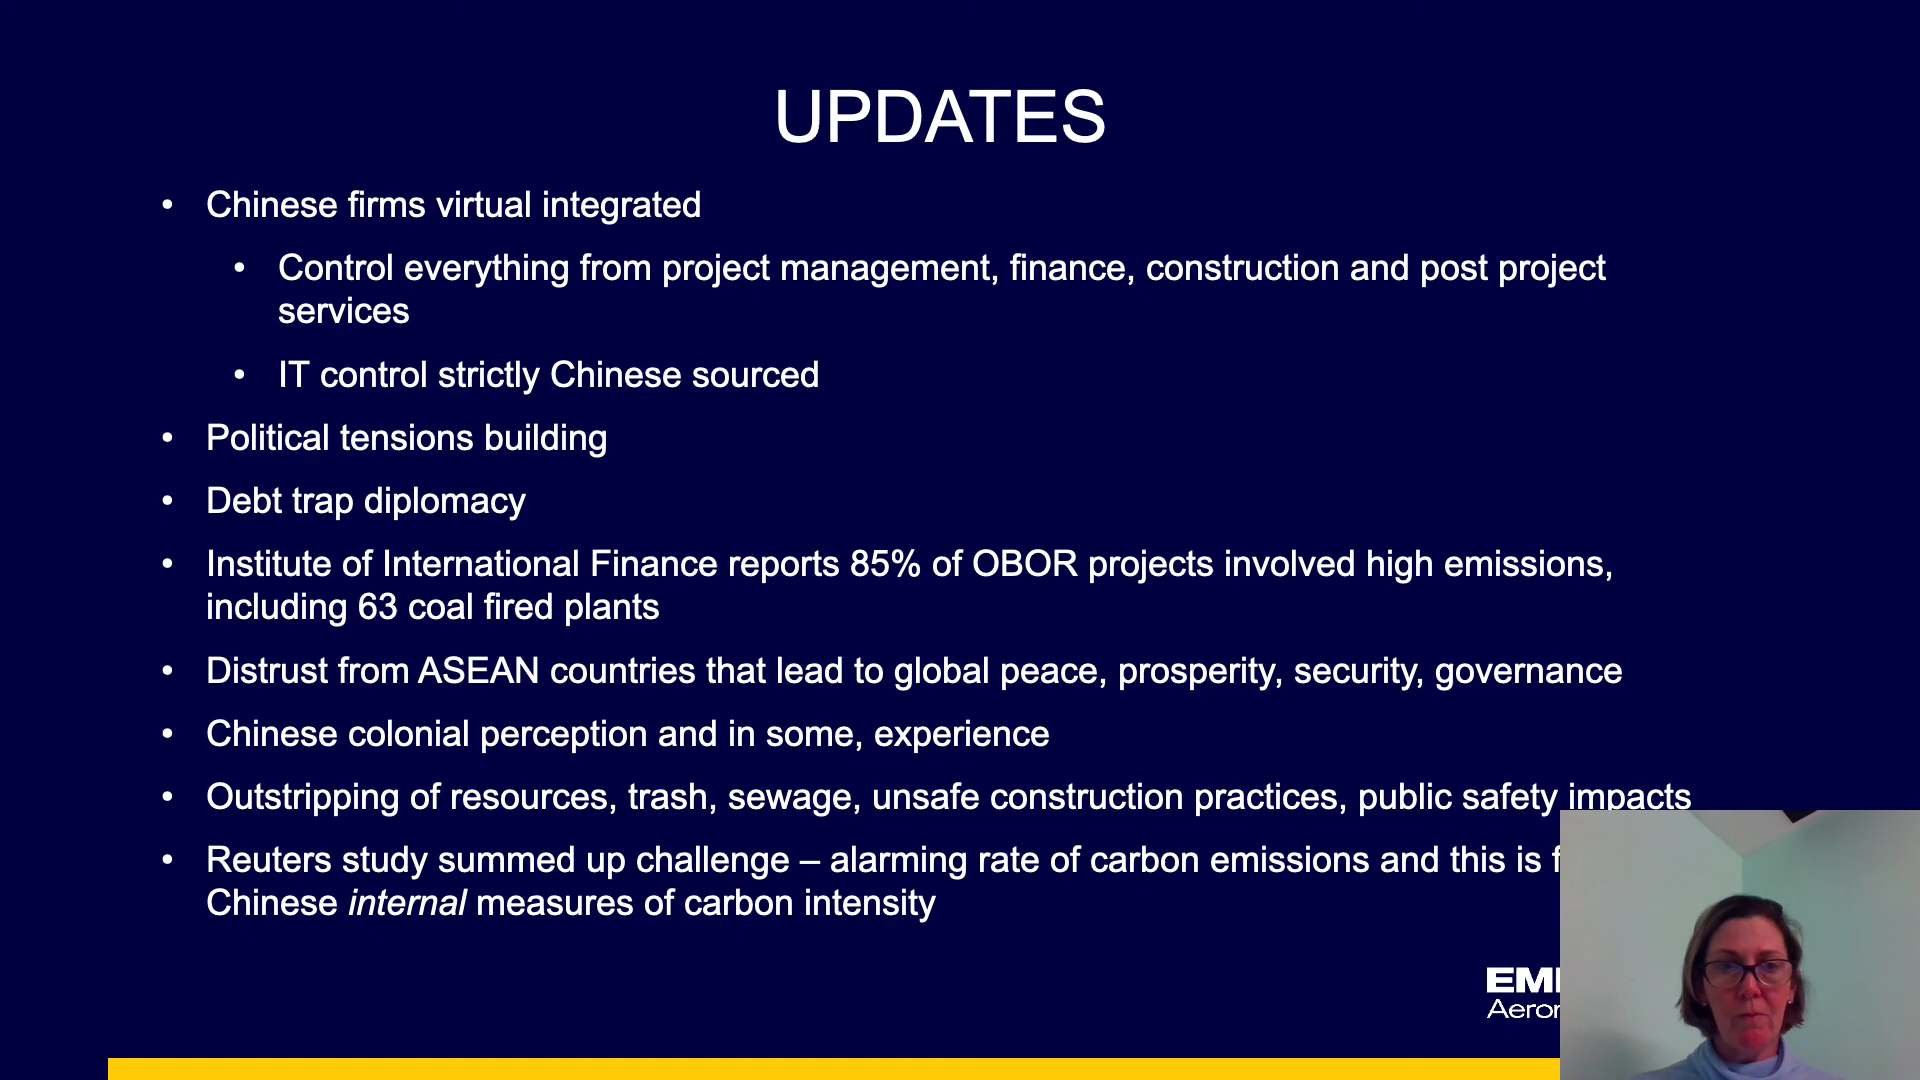 UPDATES
• Chinese firms virtual integrated
• Control everything from project management, finance, construction and post project
services
• IT control strictly Chinese sourced
• Political tensions building
• Debt trap diplomacy
• Institute of International Finance reports 85% of OBOR projects involved high emissions,
including 63 coal fired plants
• Distrust from ASEAN countries that lead to global peace, prosperity, security, governance
• Chinese colonial perception and in some, experience
• Outstripping of resources, trash, sewage, unsafe construction practices, public safety impacts
• Reuters study summed up challenge – alarming rate of carbon emissions and this is
Chinese internal measures of carbon intensity